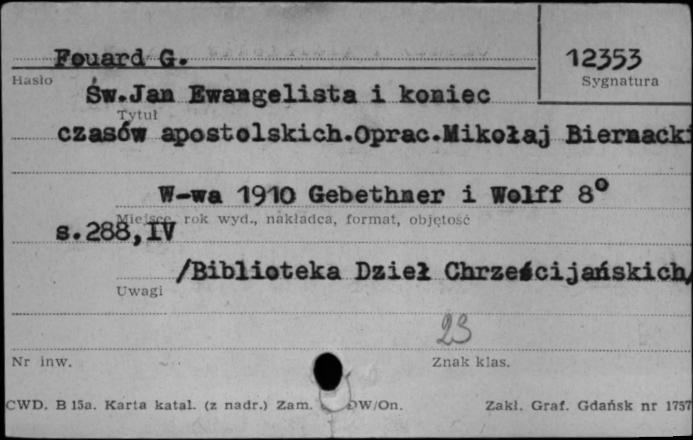 Fouard G.
12353
Hasło
Sygnatura
Św.Jan Ewangelista i koniec
Tytuł
czasów apostolskich.Oprac.Mikołaj Biernacki
W-wa 1910 Gebethner i Wolff 8°
Miejsce, rok wyd., nakładca, format, objętość
s.288,IV
/Biblioteka Dzieł Chrześcijańskich/
Uwagi
23
Nr inw.
Znak klas.
CWD. B 15a. Karta katal. (z nadr.) Zam. DW/On.
Zakł. Graf. Gdańsk nr 1757